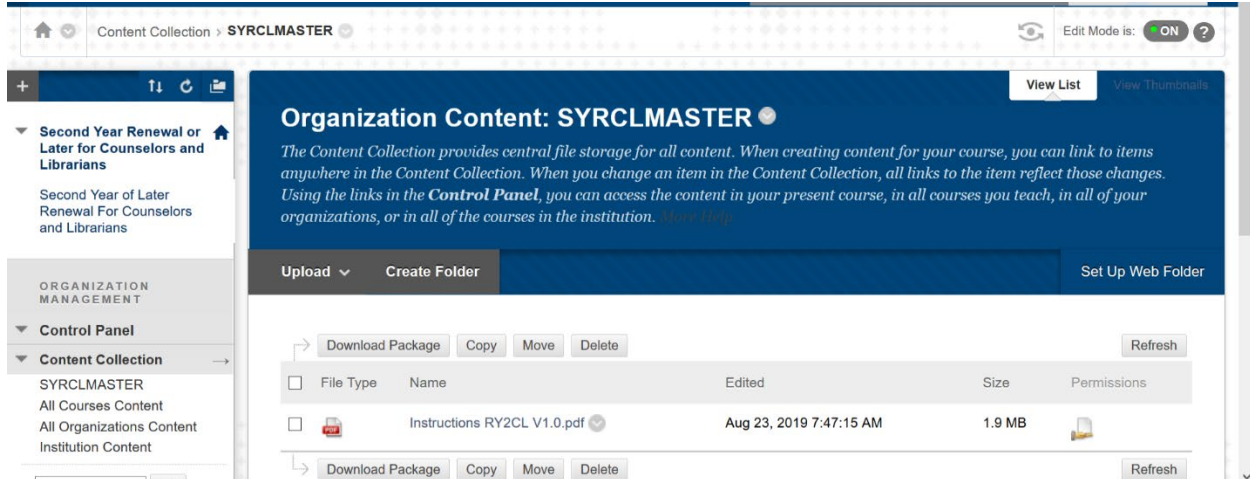 Content Collection > SYRCLMASTER
Edit Mode is: ON ?
View List
View Thumbnails
Second Year Renewal or
Later for Counselors and
Librarians
Second Year of Later
Renewal For Counselors
and Librarians
ORGANIZATION
MANAGEMENT
Control Panel
Content Collection
SYRCLMASTER
All Courses Content
All Organizations Content
Institution Content
Organization Content: SYRCLMASTER
The Content Collection provides central file storage for all content. When creating content for your course, you can link to items
anywhere in the Content Collection. When you change an item in the Content Collection, all links to the item reflect those changes.
Using the links in the Control Panel, you can access the content in your present course, in all courses you teach, in all of your
organizations, or in all of the courses in the institution. More Help
Upload Create Folder Set Up Web Folder
Download Package Copy Move Delete Refresh
File Type Name Edited Size Permissions
PDF Instructions RY2CL V1.0.pdf Aug 23, 2019 7:47:15 AM 1.9 MB
Download Package Copy Move Delete Refresh